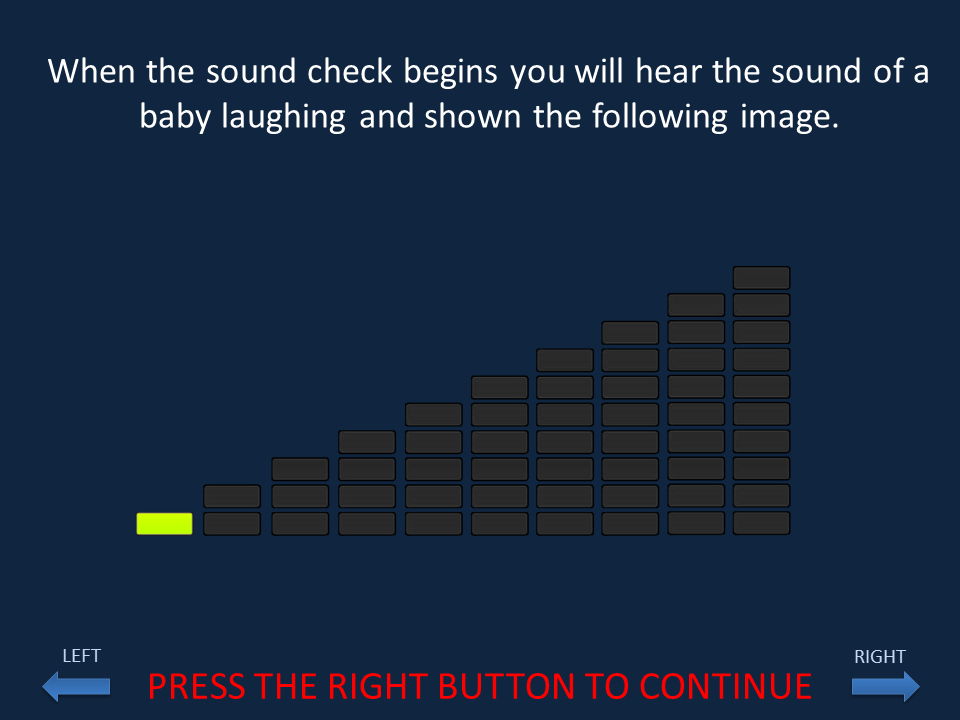 When the sound check begins you will hear the sound of a
baby laughing and shown the following image.
LEFT
RIGHT
PRESS THE RIGHT BUTTON TO CONTINUE